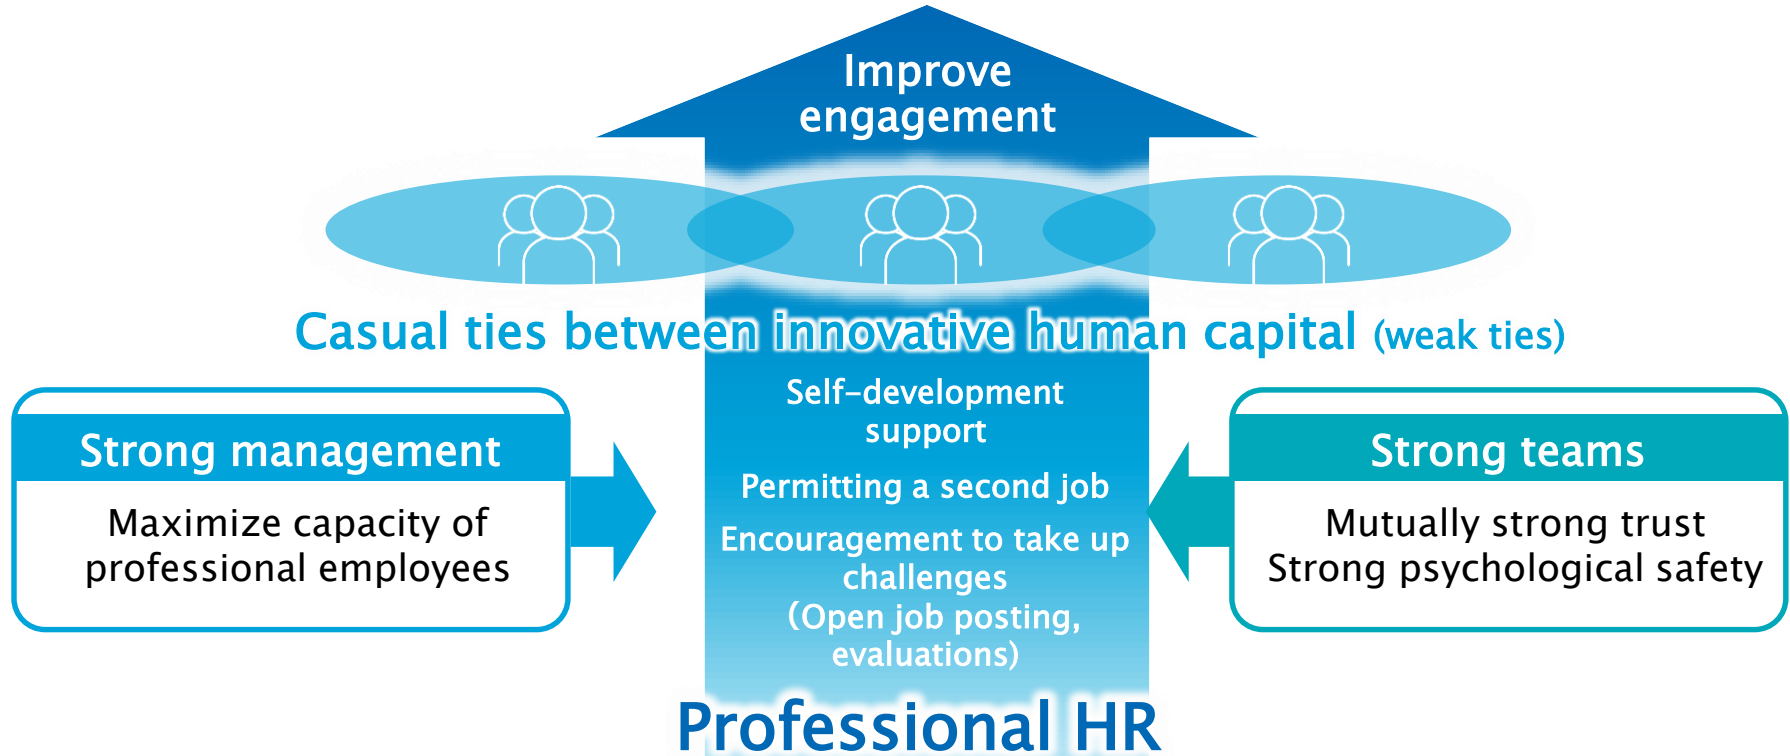 Improve
engagement
Casual ties between innovative human capital (weak ties)
Strong management
Maximize capacity of
professional employees
Self-development
support
Permitting a second job
Encouragement to take up
challenges
(Open job posting,
evaluations)
Strong teams
Mutually strong trust
Strong psychological safety
Professional HR